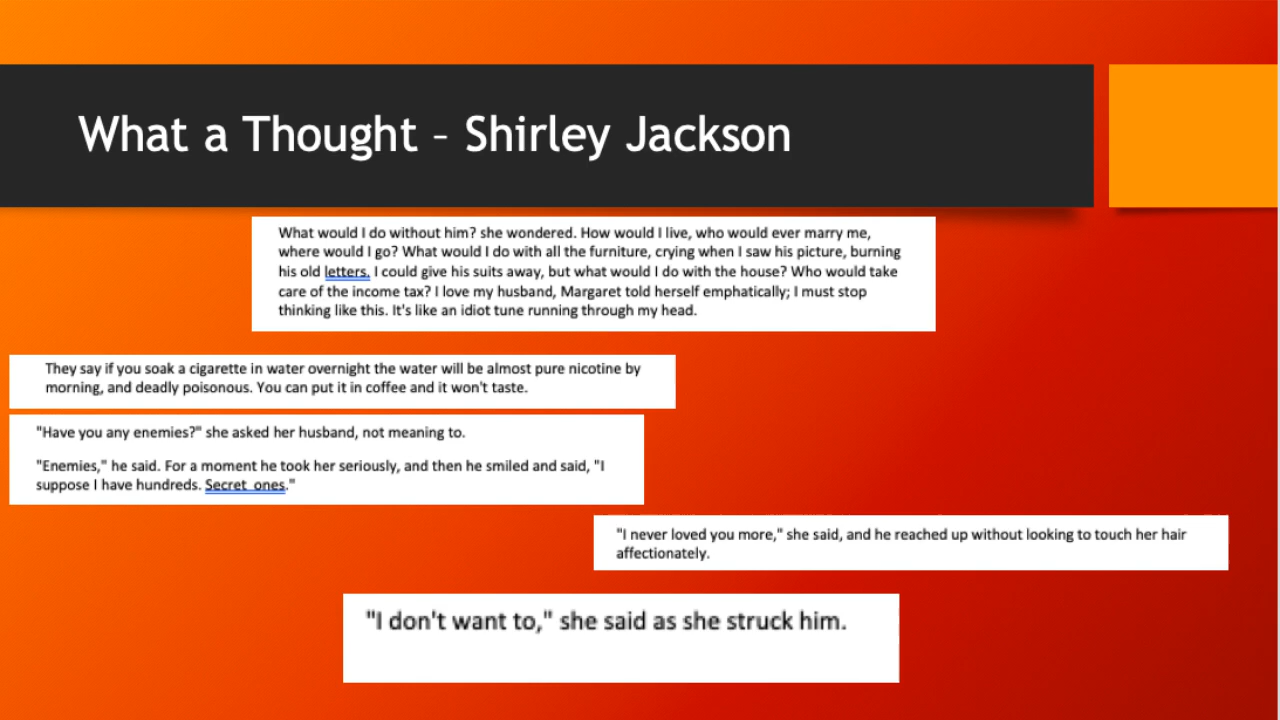 What a Thought – Shirley Jackson
What would I do without him? she wondered. How would I live, who would ever marry me,
where would I go? What would I do with all the furniture, crying when I saw his picture, burning
his old letters. I could give his suits away, but what would I do with the house? Who would take
care of the income tax? I love my husband, Margaret told herself emphatically; I must stop
thinking like this. It's like an idiot tune running through my head.
They say if you soak a cigarette in water overnight the water will be almost pure nicotine by
morning, and deadly poisonous. You can put it in coffee and it won't taste.
"Have you any enemies?" she asked her husband, not meaning to.
"Enemies," he said. For a moment he took her seriously, and then he smiled and said, "I
suppose I have hundreds. Secret ones."
"I never loved you more," she said, and he reached up without looking to touch her hair
affectionately.
"I don't want to," she said as she struck him.